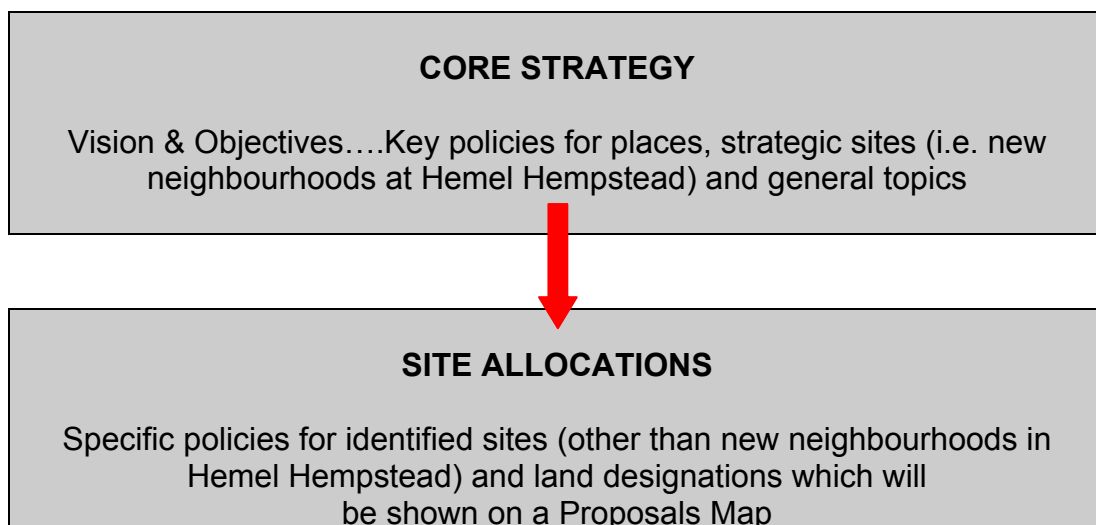 CORE STRATEGY
Vision & Objectives….Key policies for places, strategic sites (i.e. new
neighbourhoods at Hemel Hempstead) and general topics
SITE ALLOCATIONS
Specific policies for identified sites (other than new neighbourhoods in
Hemel Hempstead) and land designations which will
be shown on a Proposals Map